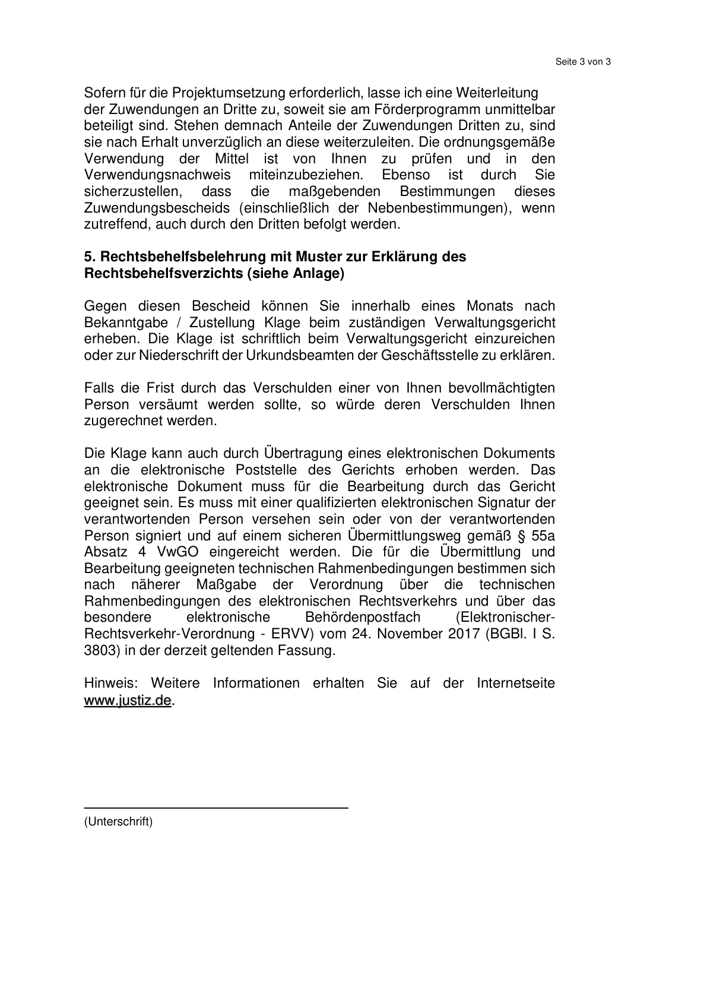 Seite 3 von 3
Sofern für die Projektumsetzung erforderlich, lasse ich eine Weiterleitung
der Zuwendungen an Dritte zu, soweit sie am Förderprogramm unmittelbar
beteiligt sind. Stehen demnach Anteile der Zuwendungen Dritten zu, sind
sie nach Erhalt unverzüglich an diese weiterzuleiten. Die ordnungsgemäße
Verwendung der Mittel ist von Ihnen zu prüfen und in den
Verwendungsnachweis miteinzubeziehen. Ebenso ist durch Sie
sicherzustellen, dass die maßgebenden Bestimmungen dieses
Zuwendungsbescheids (einschließlich der Nebenbestimmungen), wenn
zutreffend, auch durch den Dritten befolgt werden.
5. Rechtsbehelfsbelehrung mit Muster zur Erklärung des
Rechtsbehelfsverzichts (siehe Anlage)
Gegen diesen Bescheid können Sie innerhalb eines Monats nach
Bekanntgabe / Zustellung Klage beim zuständigen Verwaltungsgericht
erheben. Die Klage ist schriftlich beim Verwaltungsgericht einzureichen
oder zur Niederschrift der Urkundsbeamten der Geschäftsstelle zu erklären.
Falls die Frist durch das Verschulden einer von Ihnen bevollmächtigten
Person versäumt werden sollte, so würde deren Verschulden Ihnen
zugerechnet werden.
Die Klage kann auch durch Übertragung eines elektronischen Dokuments
an die elektronische Poststelle des Gerichts erhoben werden. Das
elektronische Dokument muss für die Bearbeitung durch das Gericht
geeignet sein. Es muss mit einer qualifizierten elektronischen Signatur der
verantwortenden Person versehen sein oder von der verantwortenden
Person signiert und auf einem sicheren Übermittlungsweg gemäß § 55a
Absatz 4 VwGO eingereicht werden. Die für die Übermittlung und
Bearbeitung geeigneten technischen Rahmenbedingungen bestimmen sich
nach näherer Maßgabe der Verordnung über die technischen
Rahmenbedingungen des elektronischen Rechtsverkehrs und über das
besondere elektronische Behördenpostfach (Elektronischer-
Rechtsverkehr-Verordnung - ERVV) vom 24. November 2017 (BGBl. I S.
3803) in der derzeit geltenden Fassung.
Hinweis: Weitere Informationen erhalten Sie auf der Internetseite
www.justiz.de.
(Unterschrift)